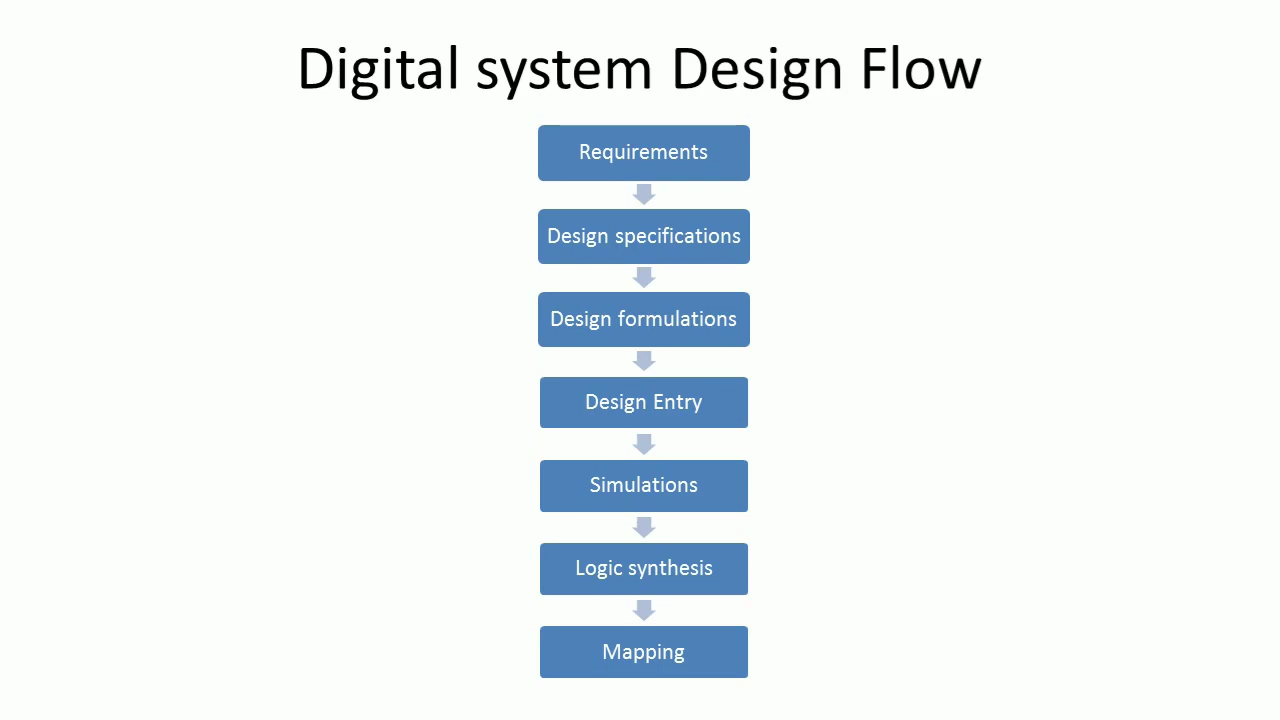 Digital system Design Flow
Requirements
Design specifications
Design formulations
Design Entry
Simulations
Logic synthesis
Mapping